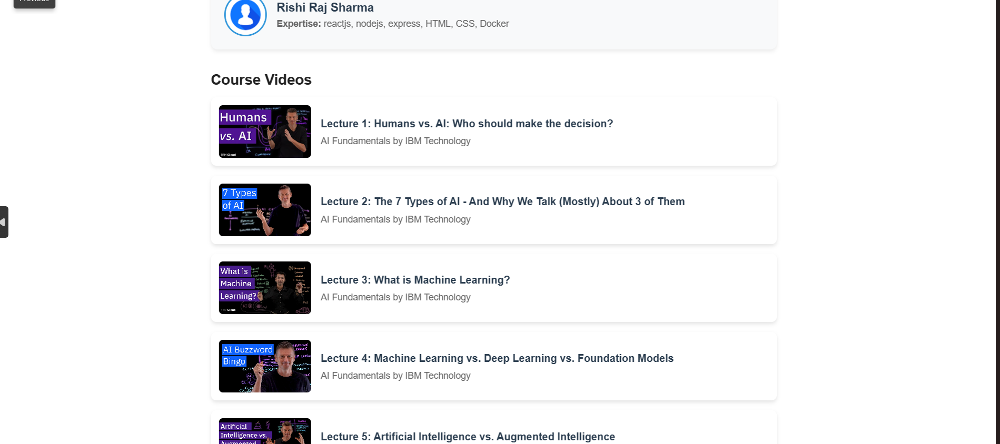 Previous
Rishi Raj Sharma
Expertise: reactjs, nodejs, express, HTML, CSS, Docker
Course Videos
Humans
vs. AI
IBM Cloud
Lecture 1: Humans vs. AI: Who should make the decision?
AI Fundamentals by IBM Technology
7 Types
of AI
Lecture 2: The 7 Types of AI - And Why We Talk (Mostly) About 3 of Them
AI Fundamentals by IBM Technology
What is
Machine
Learning?
IBM Cloud
Lecture 3: What is Machine Learning?
AI Fundamentals by IBM Technology
AI Buzzword
Bingo
Lecture 4: Machine Learning vs. Deep Learning vs. Foundation Models
AI Fundamentals by IBM Technology
Artificial
Intelligence vs.
Augmented
Lecture 5: Artificial Intelligence vs. Augmented Intelligence